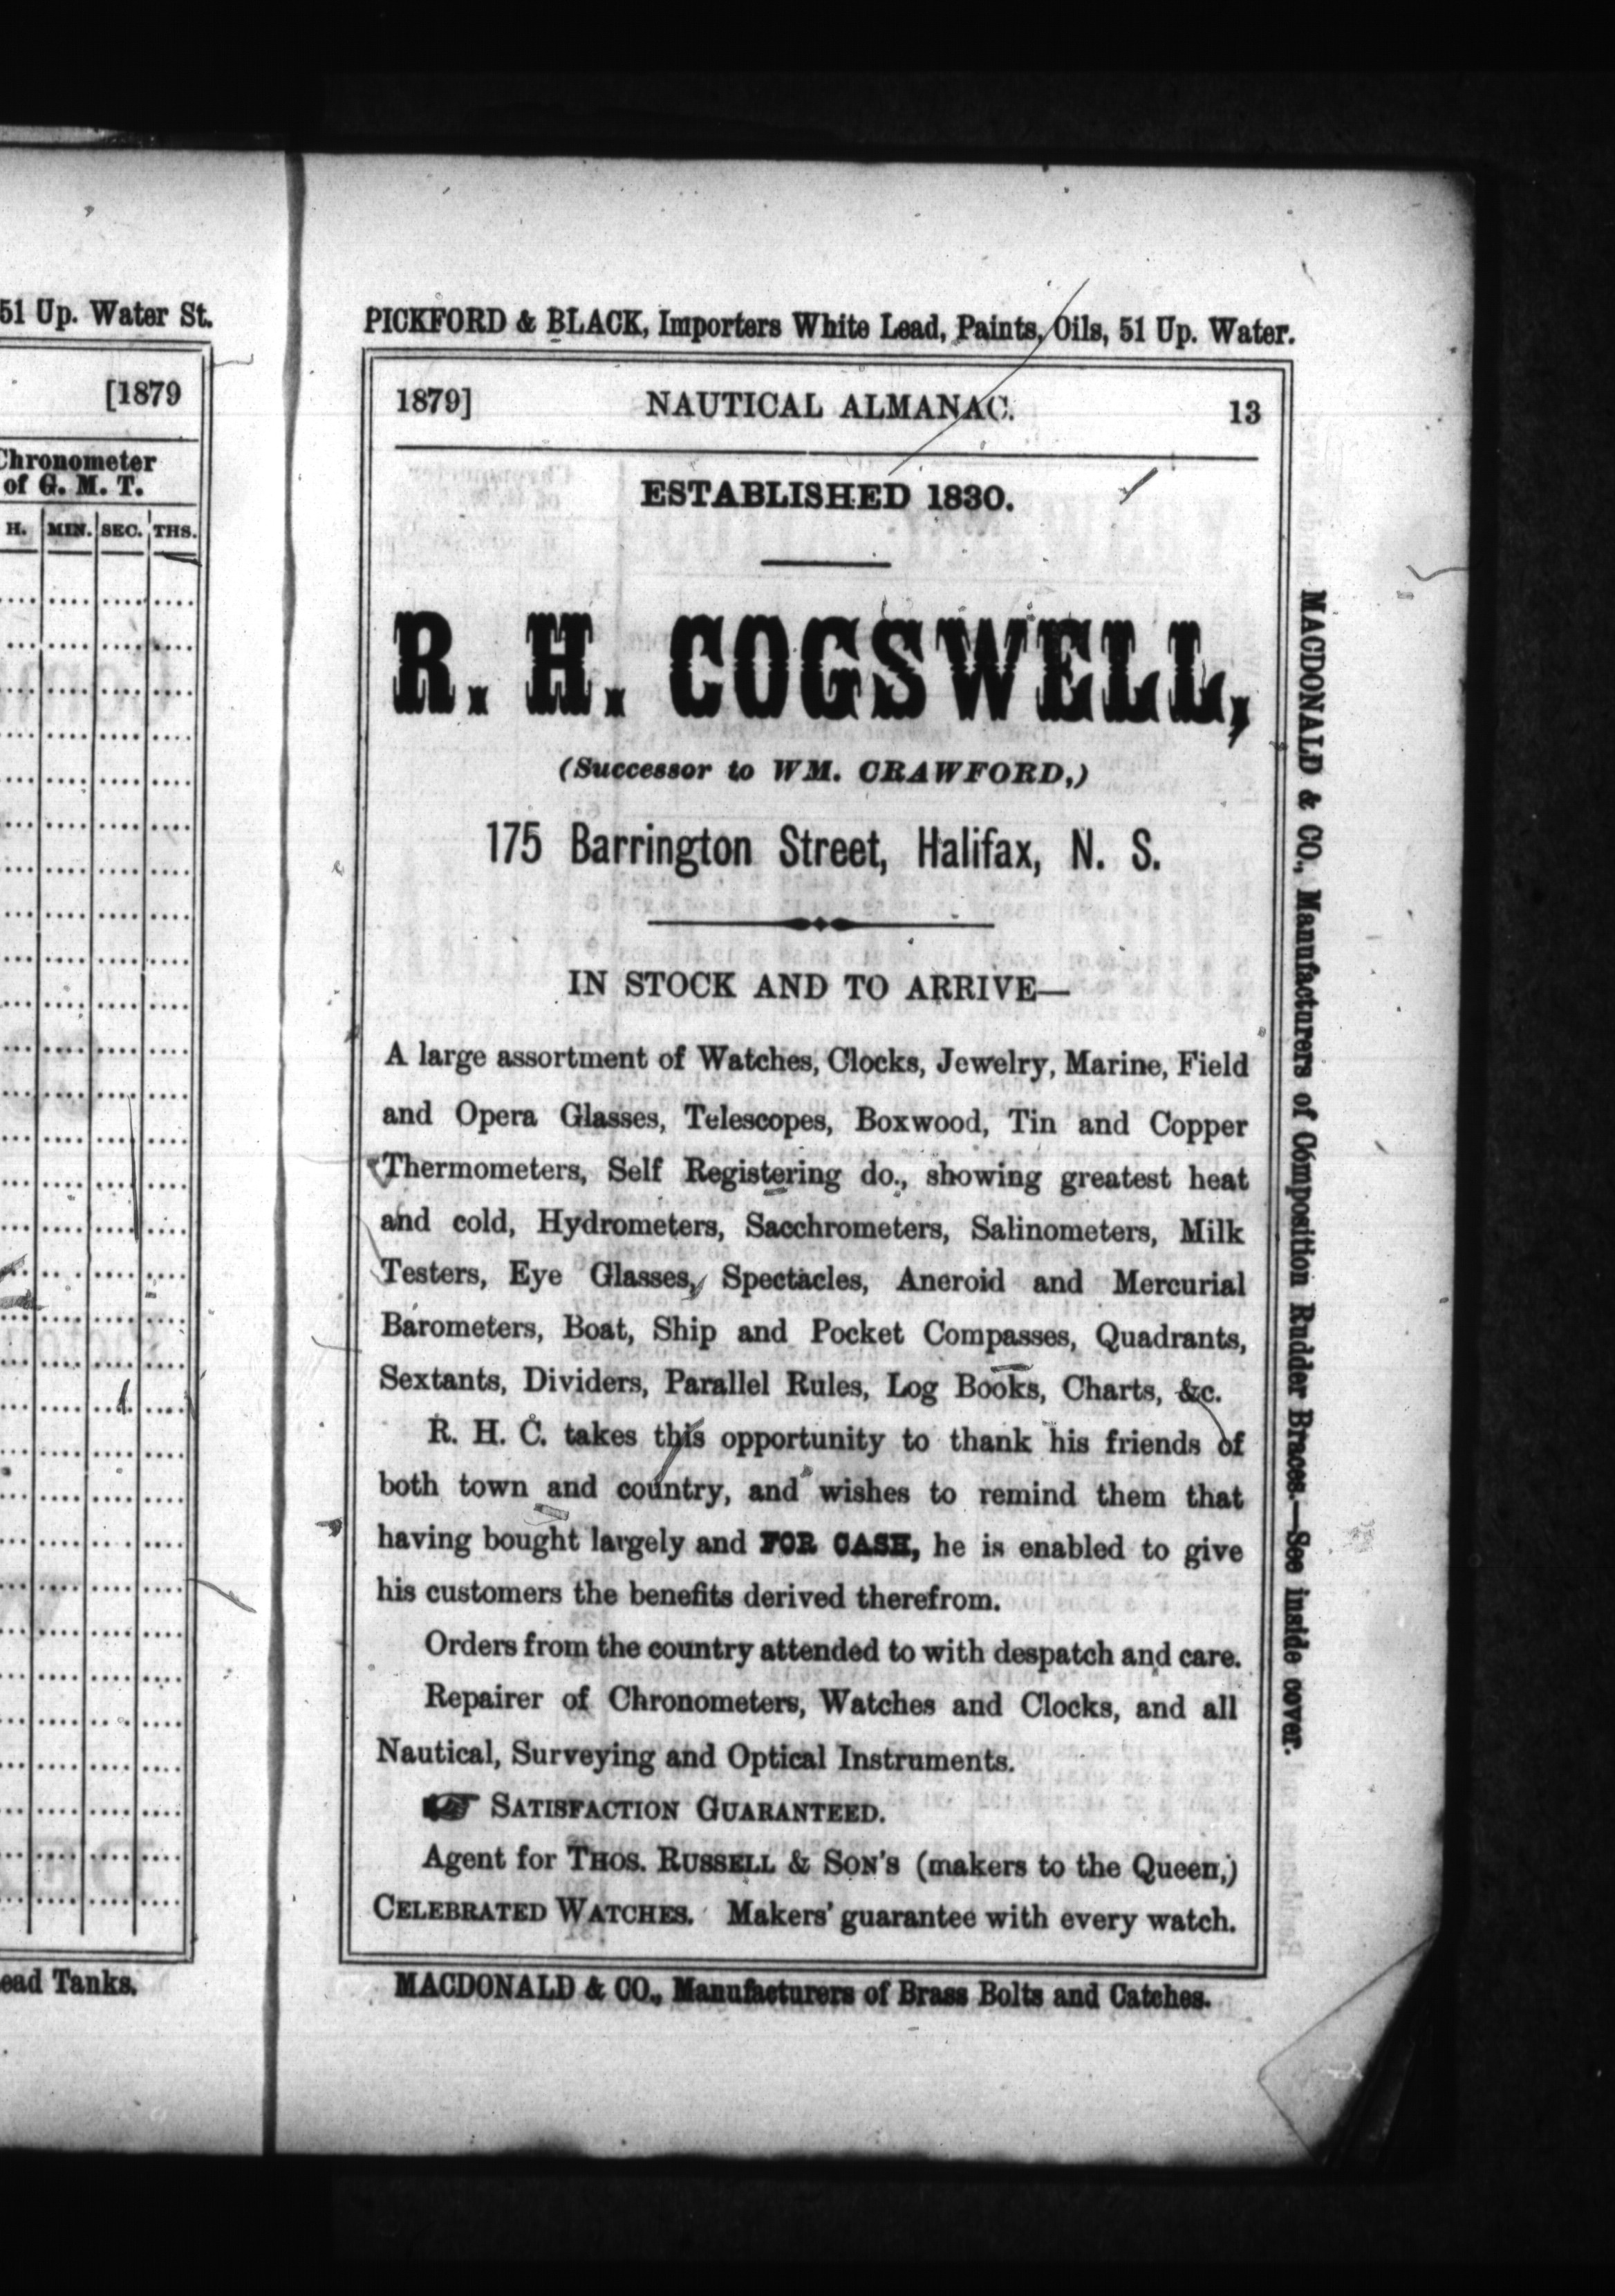 51 Up. Water St.
[1879
Chronometer
of G. M. T.
H. MIN. SEC. THS.
ead Tanks.
PICKFORD & BLACK, Importers White Lead, Paints, Oils, 51 Up. Water.
1879] NAUTICAL ALMANAC. 13
ESTABLISHED 1830.
R. H. COGSWELL,
(Successor to WM. CRAWFORD,)
175 Barrington Street, Halifax, N. S.
IN STOCK AND TO ARRIVE—
A large assortment of Watches, Clocks, Jewelry, Marine, Field
and Opera Glasses, Telescopes, Boxwood, Tin and Copper
Thermometers, Self Registering do., showing greatest heat
and cold, Hydrometers, Sacchrometers, Salinometers, Milk
Testers, Eye Glasses, Spectacles, Aneroid and Mercurial
Barometers, Boat, Ship and Pocket Compasses, Quadrants,
Sextants, Dividers, Parallel Rules, Log Books, Charts, &c.
R. H. C. takes this opportunity to thank his friends of
both town and country, and wishes to remind them that
having bought largely and FOR CASH, he is enabled to give
his customers the benefits derived therefrom.
Orders from the country attended to with despatch and care.
Repairer of Chronometers, Watches and Clocks, and all
Nautical, Surveying and Optical Instruments.
☛ SATISFACTION GUARANTEED.
Agent for THOS. RUSSELL & SON'S (makers to the Queen,)
CELEBRATED WATCHES. Makers' guarantee with every watch.
MACDONALD & CO., Manufacturers of Brass Bolts and Catches.
MACDONALD & CO., Manufacturers of Composition Rudder Braces.—See inside cover.